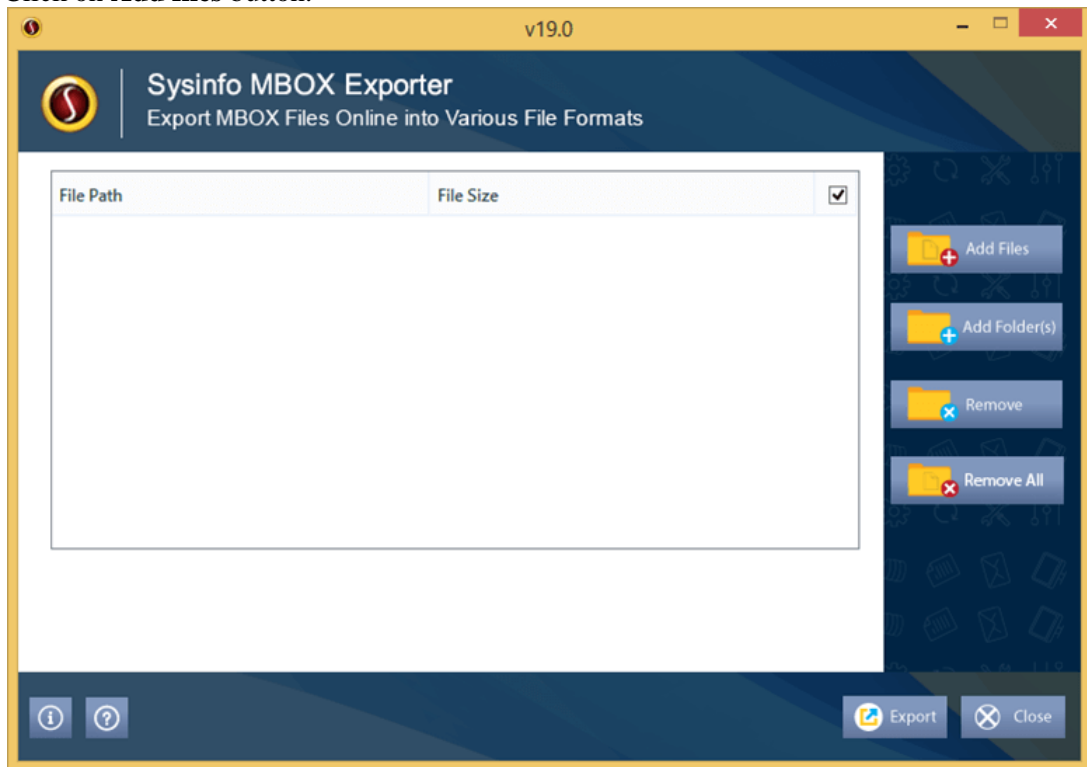 v19.0
Sysinfo MBOX Exporter
Export MBOX Files Online into Various File Formats
File Path File Size
Add Files
Add Folder(s)
Remove
Remove All
Export Close